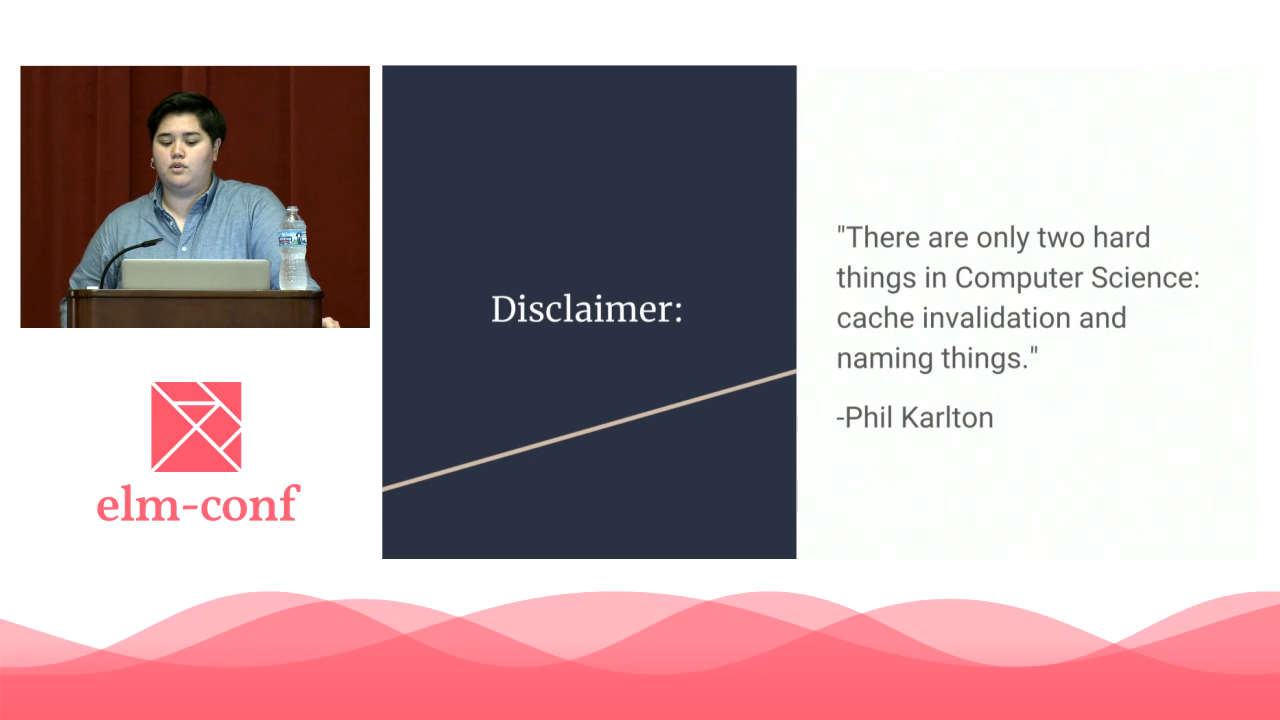 Disclaimer:
"There are only two hard
things in Computer Science:
cache invalidation and
naming things."
-Phil Karlton
elm-conf